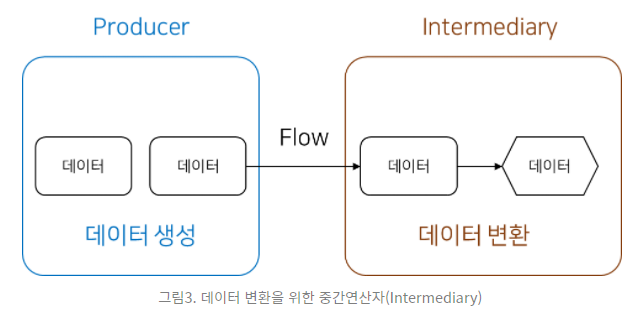 Producer
Intermediary
데이터
데이터
Flow
데이터
데이터
데이터 생성
데이터 변환
그림3. 데이터 변환을 위한 중간연산자(Intermediary)